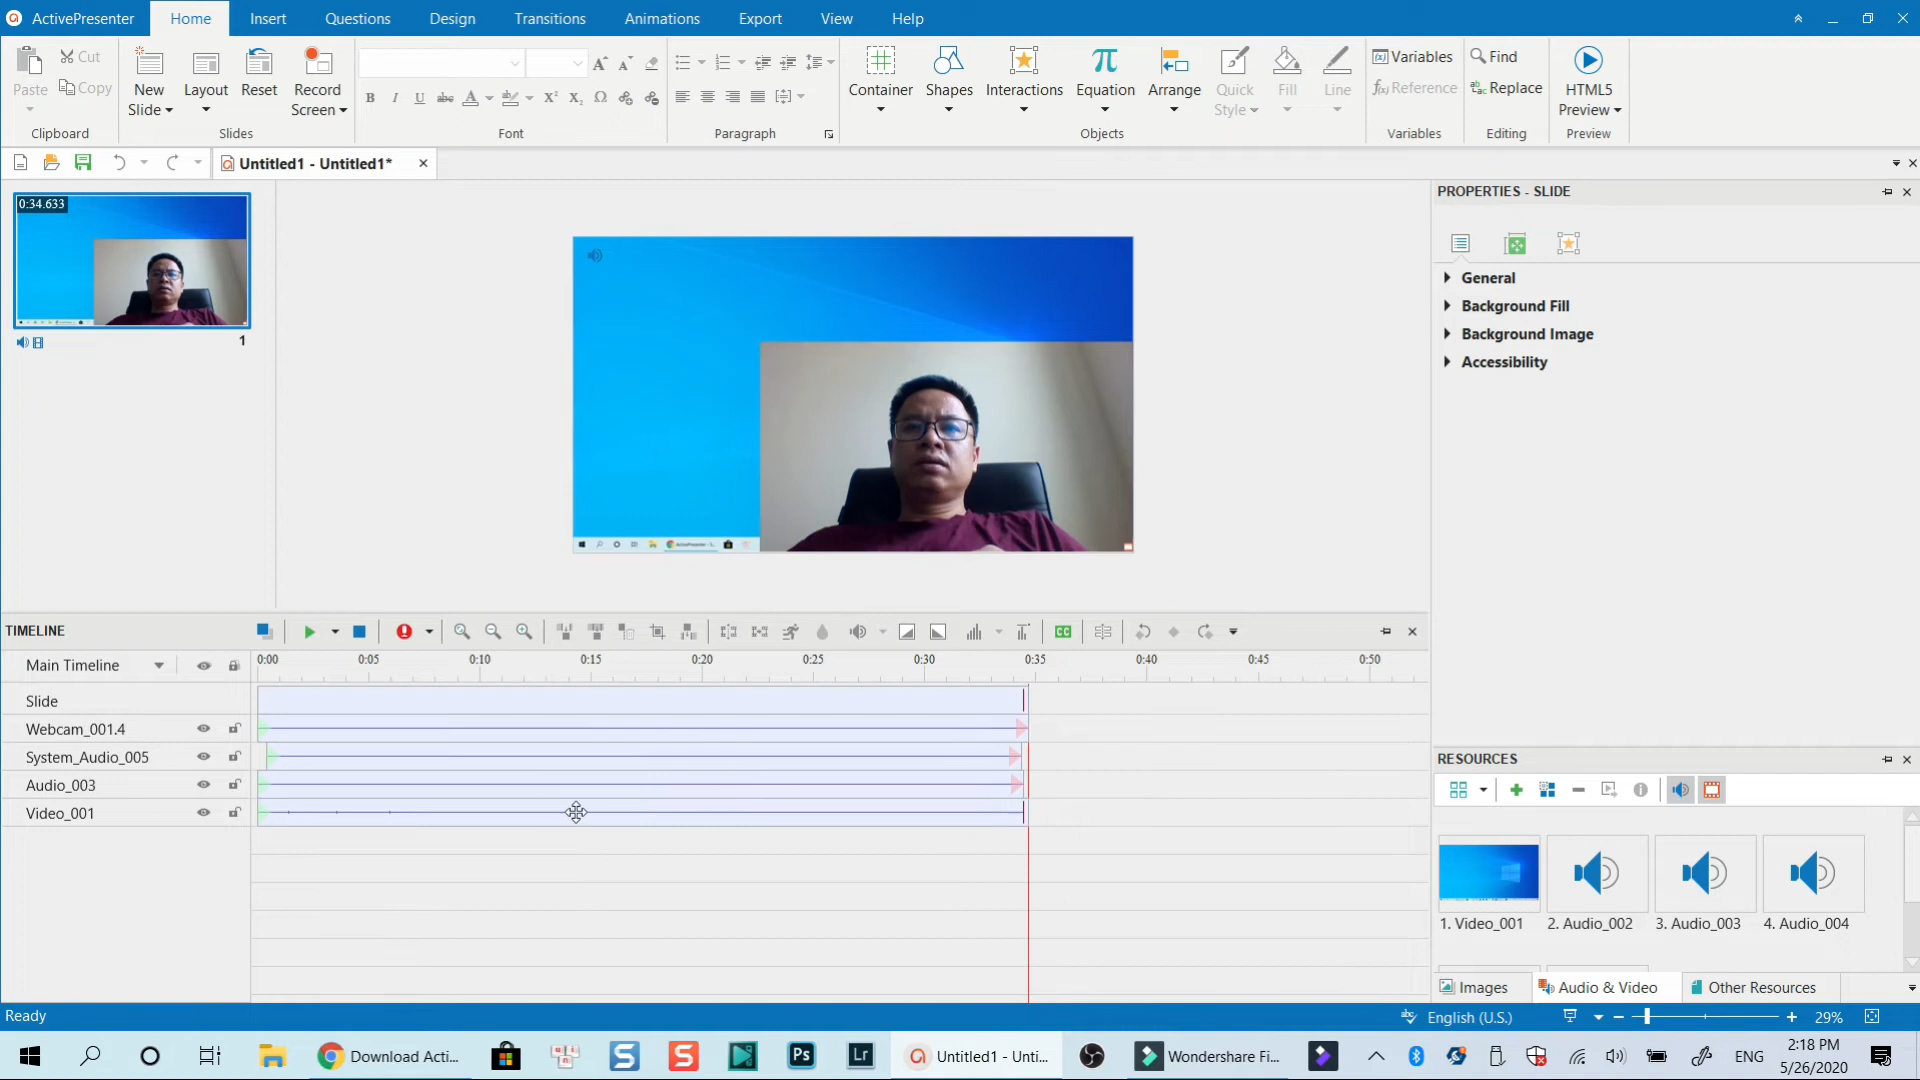 ActivePresenter Home Insert Questions Design Transitions Animations Export View Help
Paste Cut Copy New Slide Layout Reset Record Screen Container Shapes Interactions Equation Arrange Quick Style Fill Line Variables Reference Find Replace HTML5 Preview
Clipboard Slides Font Paragraph Objects Variables Editing Preview
Untitled1 - Untitled1*
PROPERTIES - SLIDE
0:34.633
General
Background Fill
Background Image
Accessibility
1
TIMELINE
Main Timeline 0:00 0:05 0:10 0:15 0:20 0:25 0:30 0:35 0:40 0:45 0:50
Slide
Webcam_001.4
System_Audio_005
Audio_003
Video_001
RESOURCES
1. Video_001 2. Audio_002 3. Audio_003 4. Audio_004
Images Audio & Video Other Resources
Ready English (U.S.) 29%
Download Acti... Untitled1 - Unti... Wondershare Fi... ENG 2:18 PM
5/26/2020